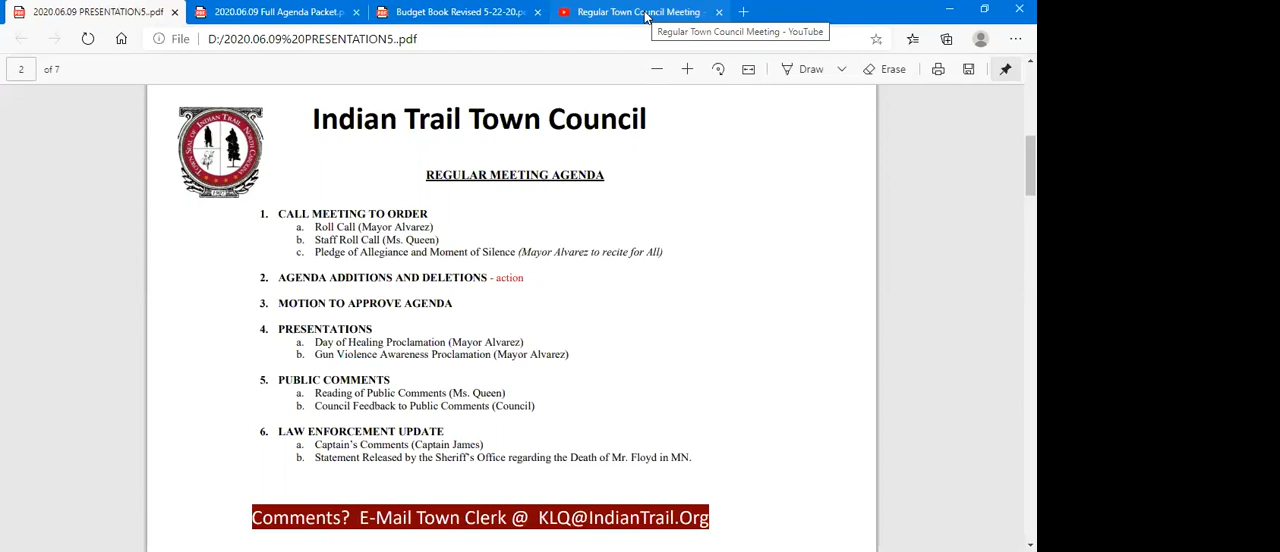 2020.06.09 PRESENTATION5..pdf
2020.06.09 Full Agenda Packet.p
Budget Book Revised 5-22-20.p
Regular Town Council Meeting -
Regular Town Council Meeting - YouTube
File
D:/2020.06.09%20PRESENTATION5..pdf
2 of 7
Draw
Erase
Indian Trail Town Council
REGULAR MEETING AGENDA
1. CALL MEETING TO ORDER
a. Roll Call (Mayor Alvarez)
b. Staff Roll Call (Ms. Queen)
c. Pledge of Allegiance and Moment of Silence (Mayor Alvarez to recite for All)
2. AGENDA ADDITIONS AND DELETIONS - action
3. MOTION TO APPROVE AGENDA
4. PRESENTATIONS
a. Day of Healing Proclamation (Mayor Alvarez)
b. Gun Violence Awareness Proclamation (Mayor Alvarez)
5. PUBLIC COMMENTS
a. Reading of Public Comments (Ms. Queen)
b. Council Feedback to Public Comments (Council)
6. LAW ENFORCEMENT UPDATE
a. Captain's Comments (Captain James)
b. Statement Released by the Sheriff's Office regarding the Death of Mr. Floyd in MN.
Comments? E-Mail Town Clerk @ KLQ@IndianTrail.Org